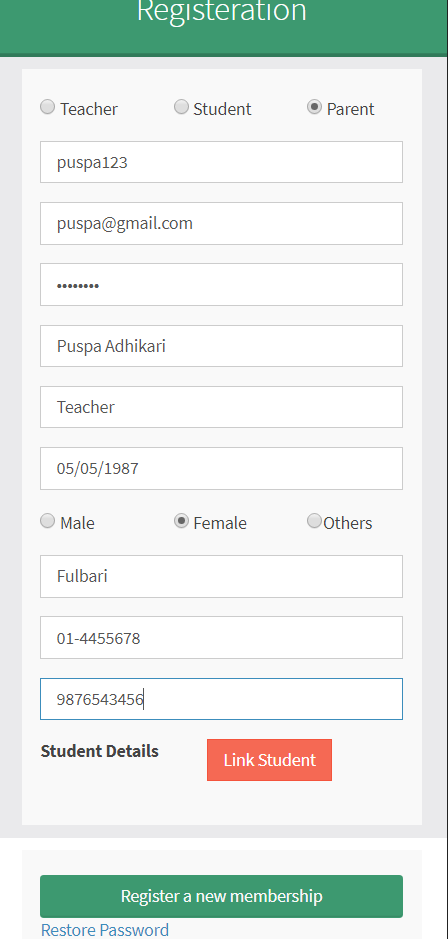 Registeration
Teacher Student Parent
puspa123
puspa@gmail.com
••••••••
Puspa Adhikari
Teacher
05/05/1987
Male Female Others
Fulbari
01-4455678
9876543456
Student Details Link Student
Register a new membership
Restore Password